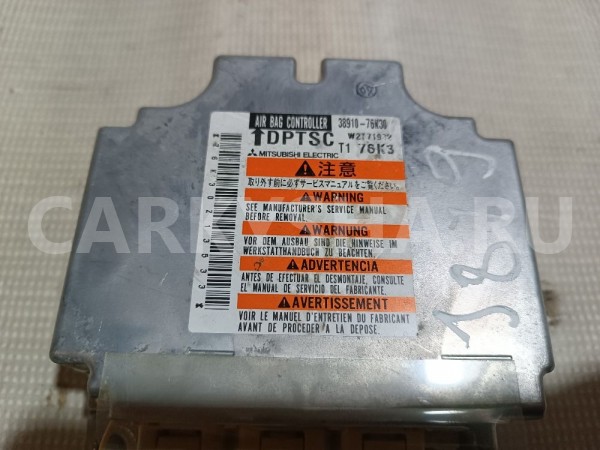 AIR BAG CONTROLLER 38910-76K30
↑DPTSC
T1 76K3
MITSUBISHI ELECTRIC
⚠注意
取り外す前に必ずサービスマニュアルをご覧ください。
⚠WARNING
SEE MANUFACTURER'S SERVICE MANUAL
BEFORE REMOVAL.
⚠WARNUNG
VOR DEM AUSBAU SIND DIE HINWEISE IM
WERKSTATTHANDBUCH ZU BEACHTEN.
⚠ADVERTENCIA
ANTES DE EFECTUAR EL DESMONTAJE, CONSULTE
EL MANUAL DE SERVICIO DEL FABRICANTE.
⚠AVERTISSEMENT
VOIR LE MANUEL D'ENTRETIEN DU FABRICANT
AVANT DE PROCEDER A LA DEPOSE.